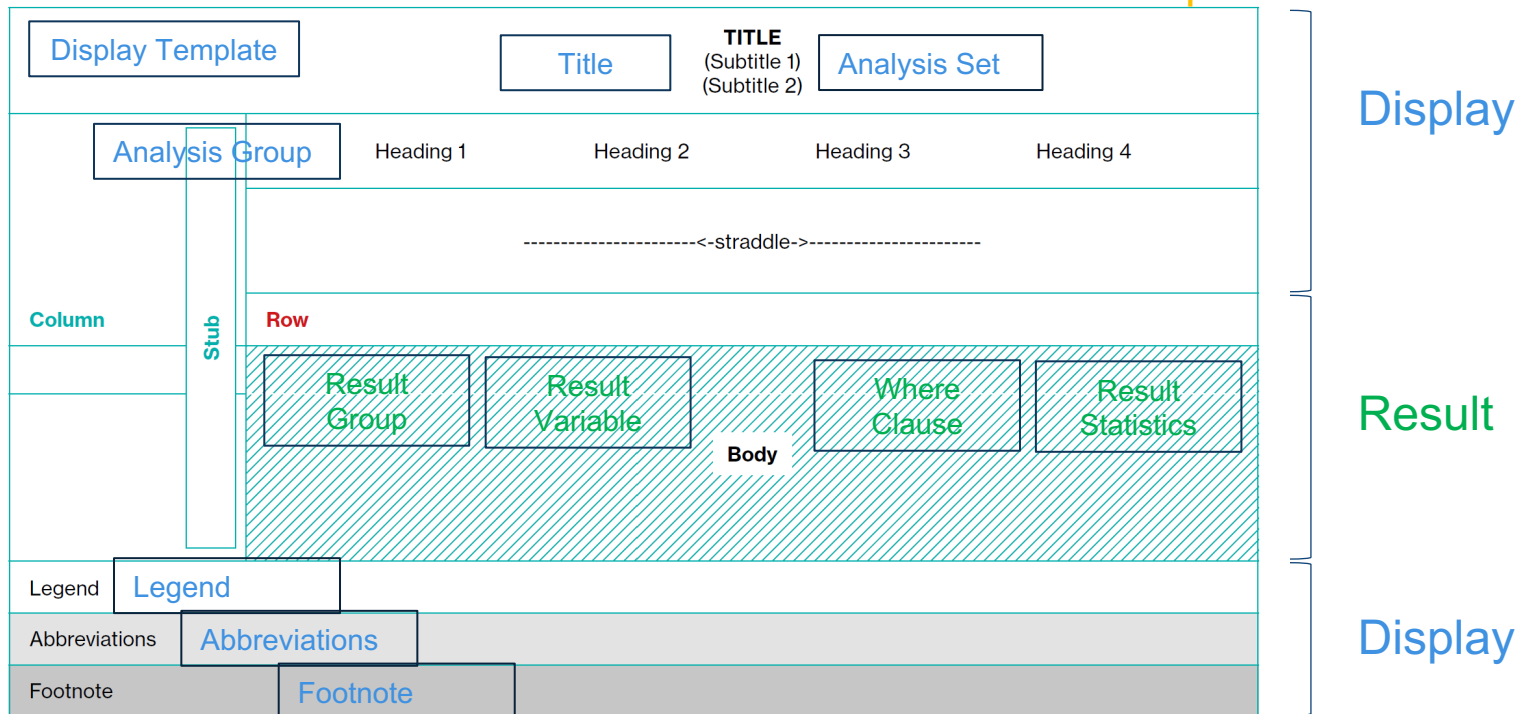 Display Template
Title
TITLE
(Subtitle 1)
(Subtitle 2)
Analysis Set
Display
Analysis Group
Heading 1
Heading 2
Heading 3
Heading 4
-----------------------<-straddle->-----------------------
Column
Stub
Row
Result
Group
Result
Variable
Where
Clause
Result
Statistics
Body
Result
Legend
Legend
Abbreviations
Abbreviations
Display
Footnote
Footnote